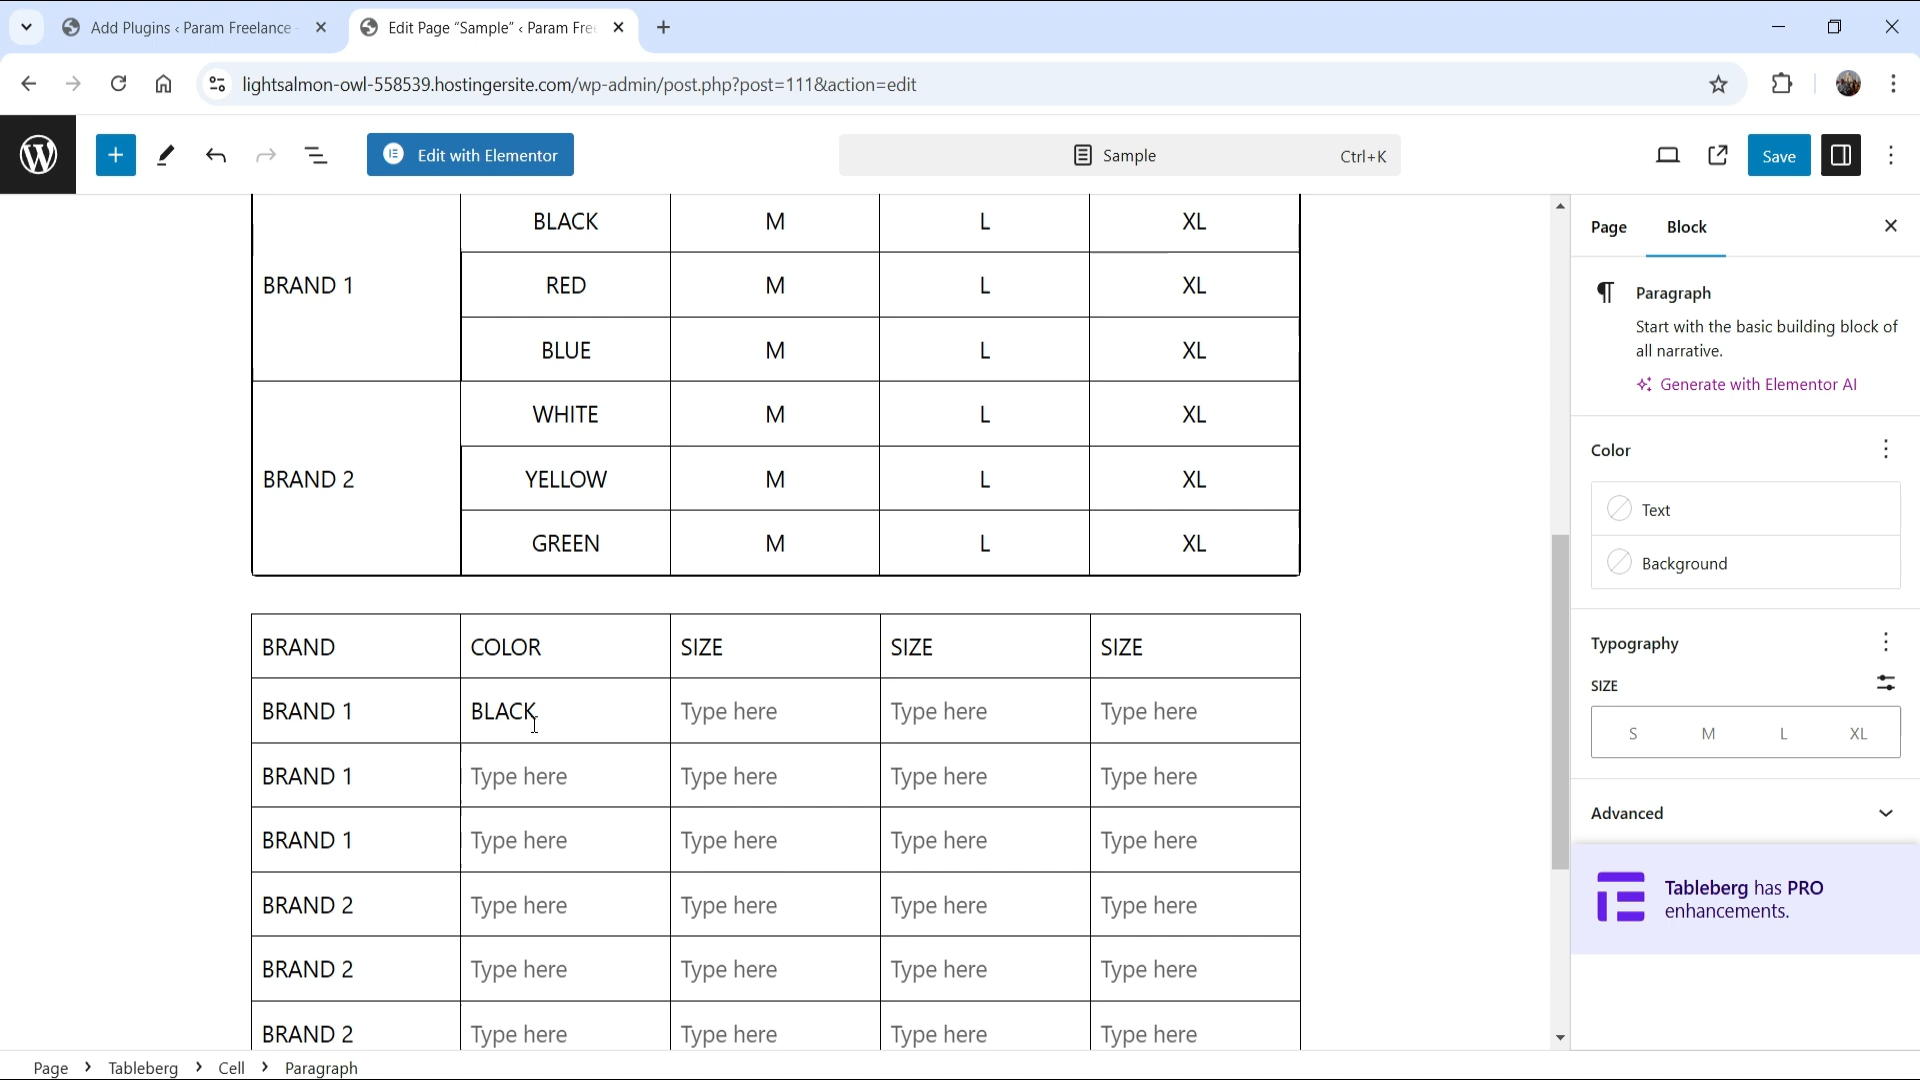 Add Plugins ‹ Param Freelance -
Edit Page “Sample” ‹ Param Free
lightsalmon-owl-558539.hostingersite.com/wp-admin/post.php?post=111&action=edit
Edit with Elementor
Sample
Ctrl+K
Save
BRAND 1
BLACK M L XL
RED M L XL
BLUE M L XL
BRAND 2
WHITE M L XL
YELLOW M L XL
GREEN M L XL
BRAND COLOR SIZE SIZE SIZE
BRAND 1 BLACK Type here Type here Type here
BRAND 1 Type here Type here Type here Type here
BRAND 1 Type here Type here Type here Type here
BRAND 2 Type here Type here Type here Type here
BRAND 2 Type here Type here Type here Type here
BRAND 2 Type here Type here Type here Type here
Page Block
Paragraph
Start with the basic building block of
all narrative.
Generate with Elementor AI
Color
Text
Background
Typography
SIZE
S M L XL
Advanced
Tableberg has PRO
enhancements.
Page > Tableberg > Cell > Paragraph